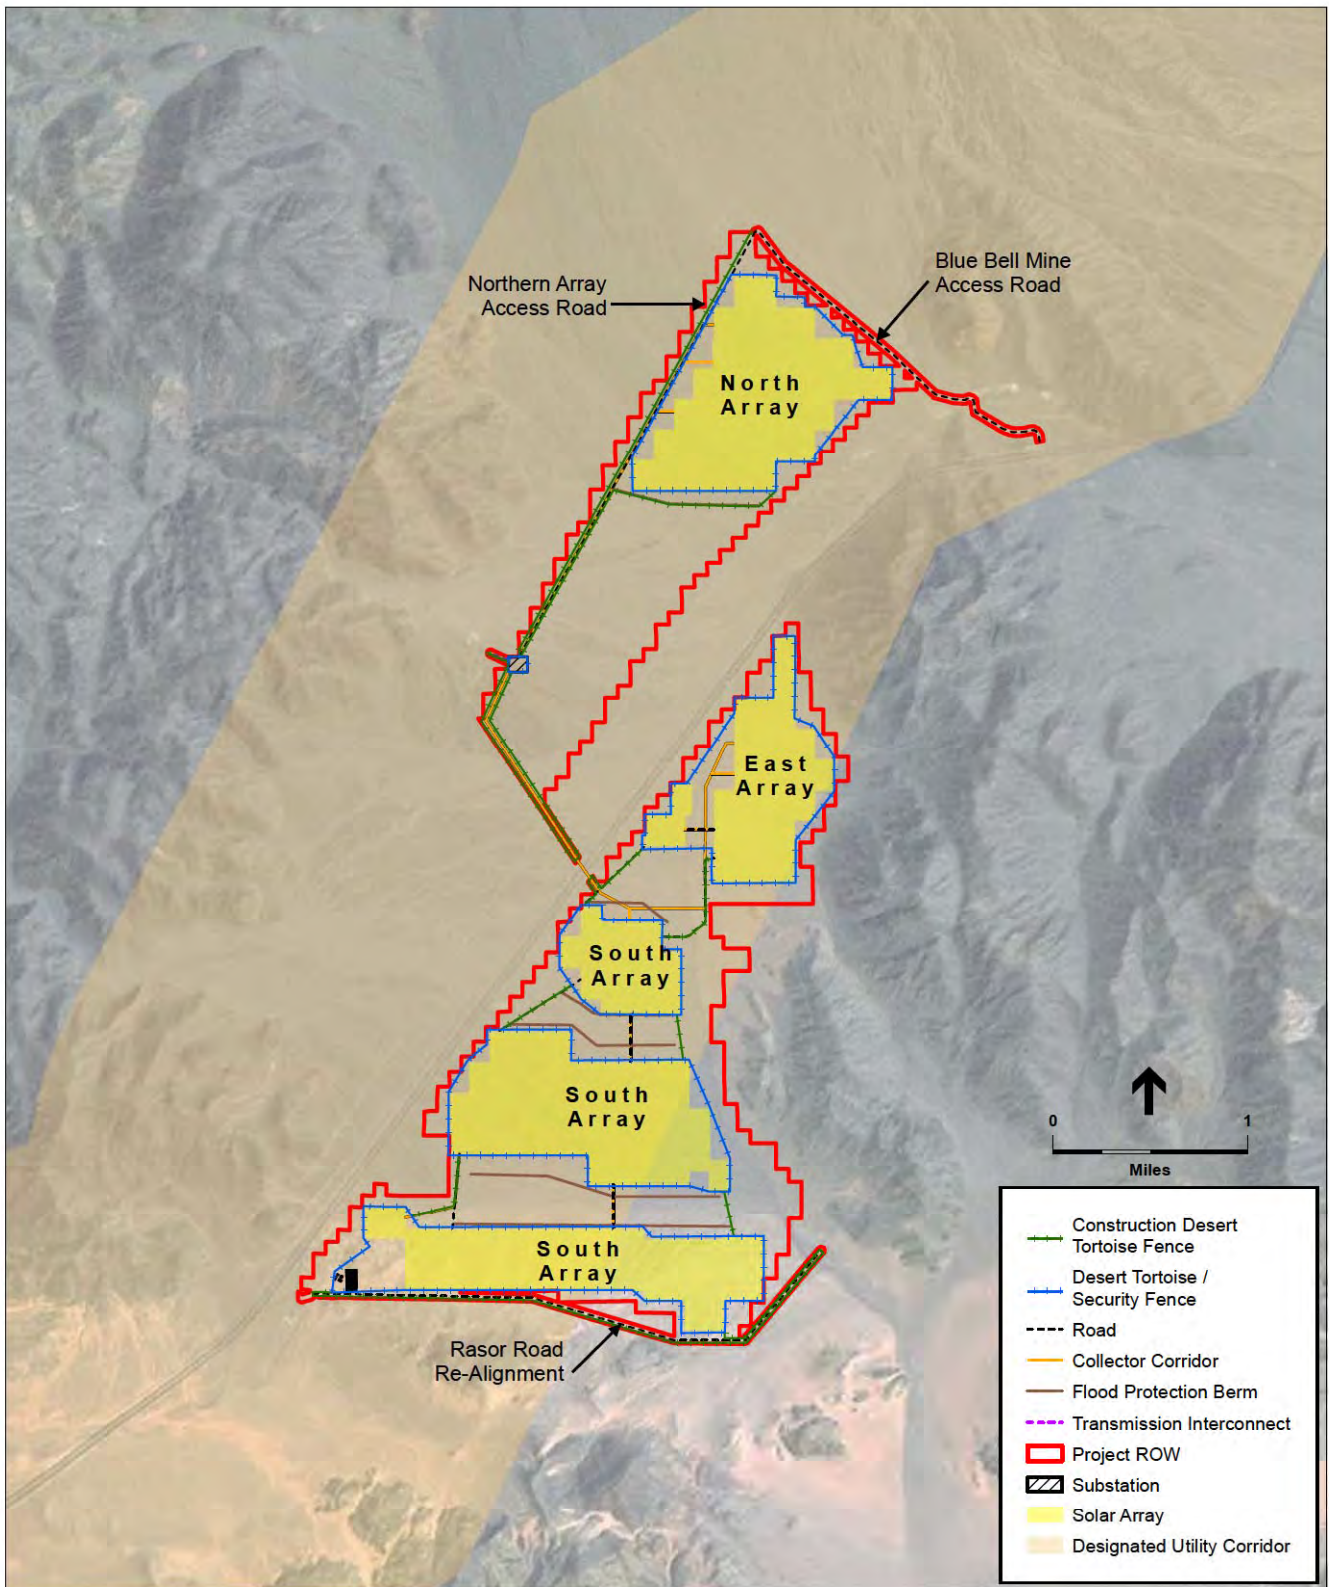 Blue Bell Mine
Access Road
Northern Array
Access Road
North
Array
East
Array
South
Array
South
Array
South
Array
Rasor Road
Re-Alignment
0 1
Miles
Construction Desert
Tortoise Fence
Desert Tortoise /
Security Fence
Road
Collector Corridor
Flood Protection Berm
Transmission Interconnect
Project ROW
Substation
Solar Array
Designated Utility Corridor